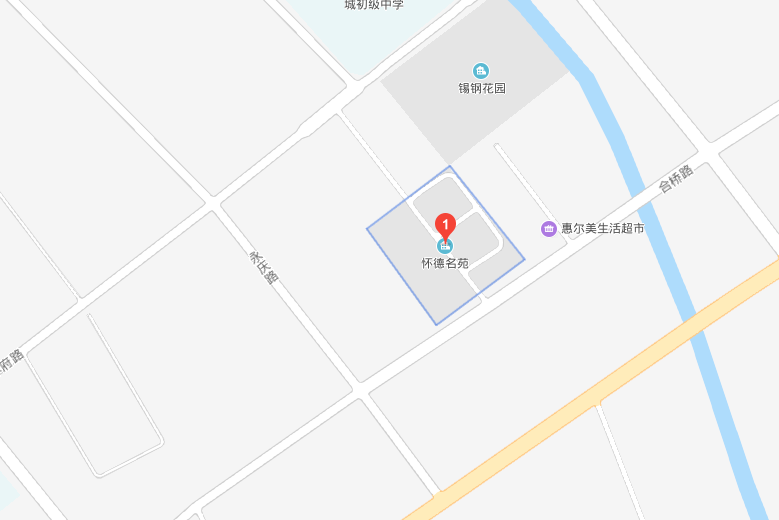 城初级中学
锡钢花园
合桥路
1
惠尔美生活超市
怀德名苑
永庆路
府路